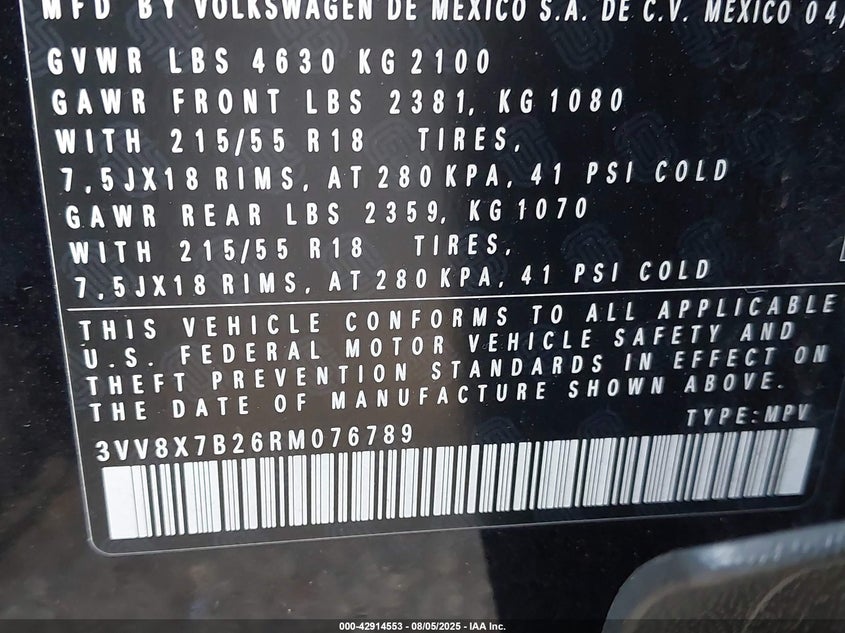 MFD BY VOLKSWAGEN DE MEXICO S.A. DE C.V. MEXICO 04/
GVWR LBS 4630 KG 2100
GAWR FRONT LBS 2381, KG 1080
WITH 215/55 R18 TIRES,
7,5JX18 RIMS, AT 280 KPA, 41 PSI COLD
GAWR REAR LBS 2359, KG 1070
WITH 215/55 R18 TIRES,
7,5JX18 RIMS, AT 280 KPA, 41 PSI COLD
THIS VEHICLE CONFORMS TO ALL APPLICABLE
U.S. FEDERAL MOTOR VEHICLE SAFETY AND
THEFT PREVENTION STANDARDS IN EFFECT ON
THE DATE OF MANUFACTURE SHOWN ABOVE.
3VV8X7B26RM076789
TYPE: MPV
000-42914553 - 08/05/2025 - IAA Inc.